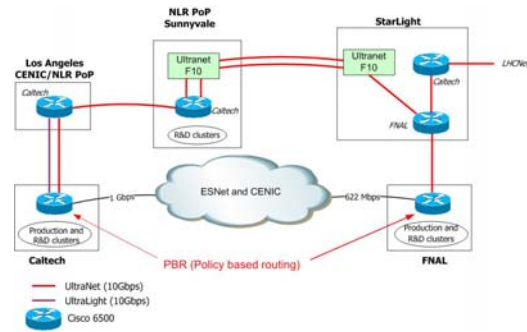 NLR PoP
Sunnyvale
StarLight
Los Angeles
CENIC/NLR PoP
Ultranet
F10
Ultranet
F10
LHCNet
Caltech
Caltech
Caltech
R&D clusters
FNAL
ESNet and CENIC
1 Gbps
622 Mbps
Production and
R&D clusters
Production and
R&D clusters
Caltech
PBR (Policy based routing)
FNAL
UltraNet (10Gbps)
UltraLight (10Gbps)
Cisco 6500